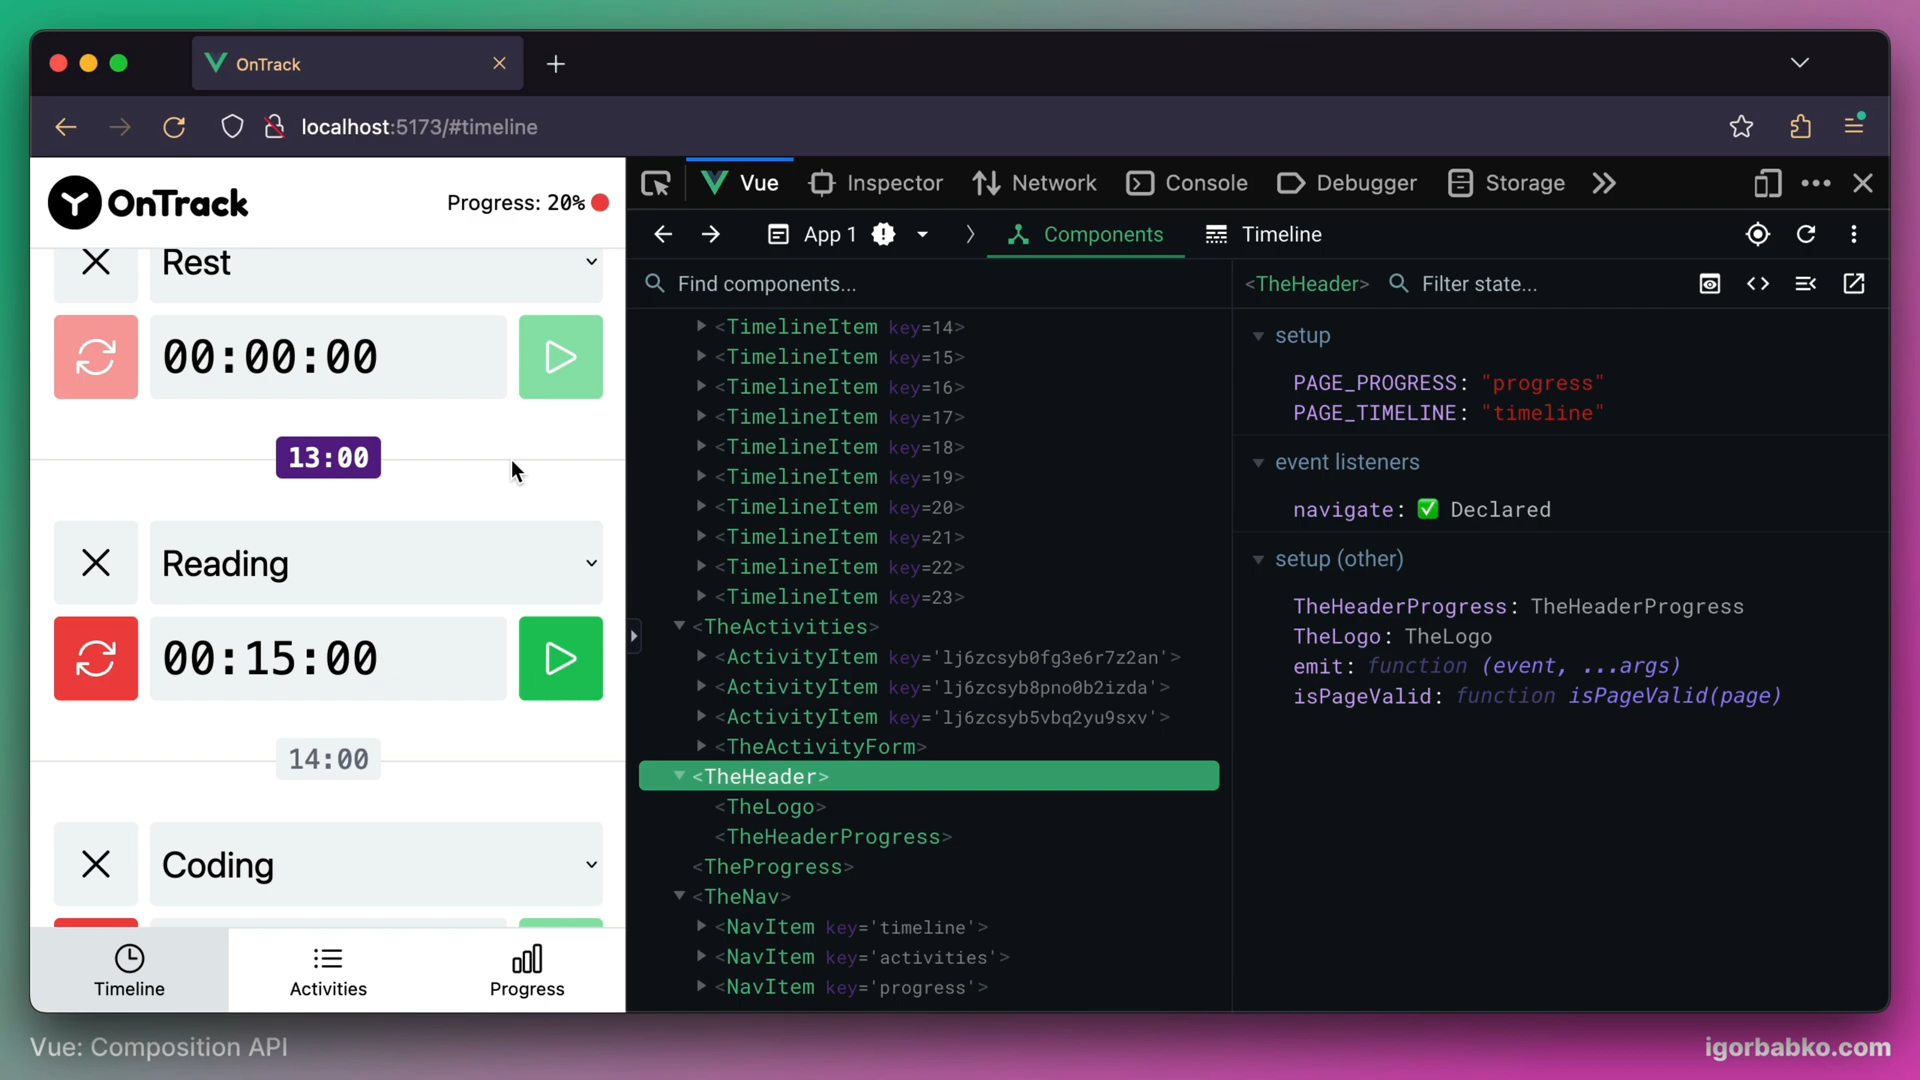 OnTrack
localhost:5173/#timeline
OnTrack
Progress: 20%
Rest
00:00:00
13:00
Reading
00:15:00
14:00
Coding
Timeline
Activities
Progress
Vue
Inspector
Network
Console
Debugger
Storage
App 1
Components
Timeline
Find components...
<TimelineItem key=14>
<TimelineItem key=15>
<TimelineItem key=16>
<TimelineItem key=17>
<TimelineItem key=18>
<TimelineItem key=19>
<TimelineItem key=20>
<TimelineItem key=21>
<TimelineItem key=22>
<TimelineItem key=23>
<TheActivities>
<ActivityItem key='lj6zcsyb0fg3e6r7z2an'>
<ActivityItem key='lj6zcsyb8pno0b2izda'>
<ActivityItem key='lj6zcsyb5vbq2yu9sxv'>
<TheActivityForm>
<TheHeader>
<TheLogo>
<TheHeaderProgress>
<TheProgress>
<TheNav>
<NavItem key='timeline'>
<NavItem key='activities'>
<NavItem key='progress'>
<TheHeader>
Filter state...
setup
PAGE_PROGRESS: "progress"
PAGE_TIMELINE: "timeline"
event listeners
navigate: ✅ Declared
setup (other)
TheHeaderProgress: TheHeaderProgress
TheLogo: TheLogo
emit: function (event, ...args)
isPageValid: function isPageValid(page)
Vue: Composition API
igorbabko.com